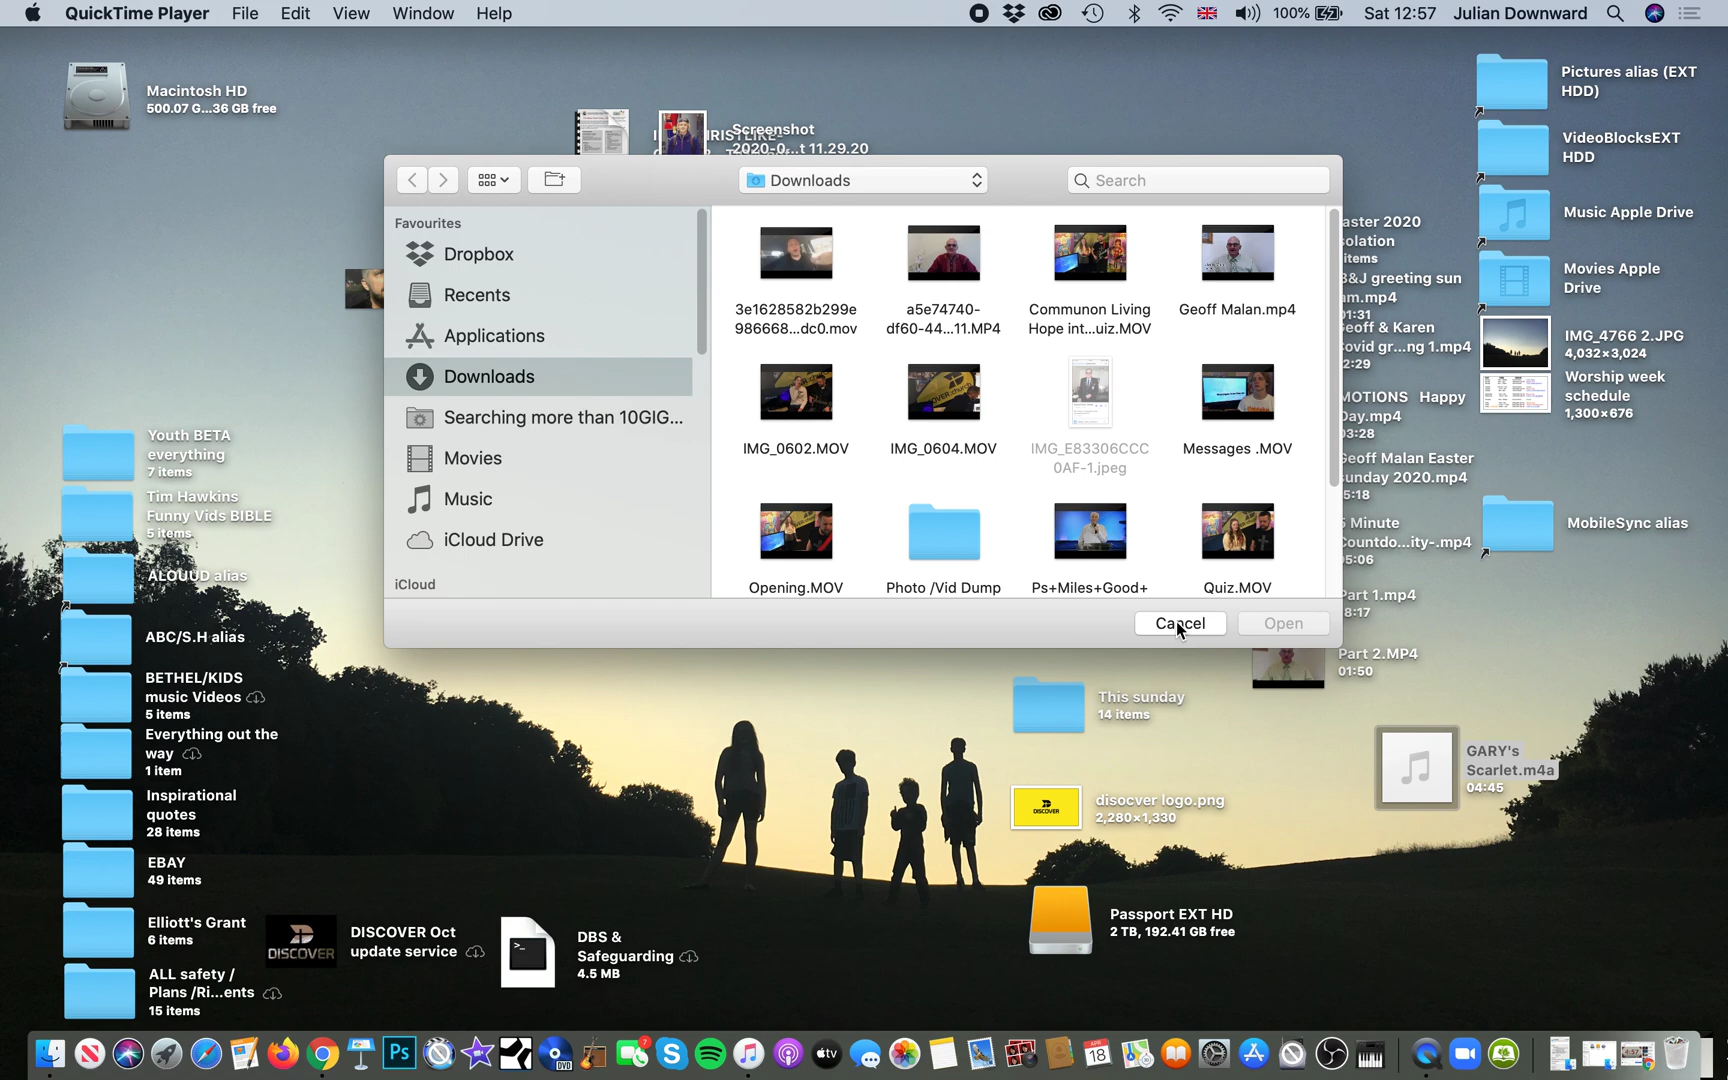 QuickTime Player File Edit View Window Help
100% Sat 12:57 Julian Downward
Macintosh HD
500.07 G...36 GB free
Screenshot
2020-0...t 11.29.20
Pictures alias (EXT
HDD)
VideoBlocksEXT
HDD
Music Apple Drive
Movies Apple
Drive
IMG_4766 2.JPG
4,032×3,024
Worship week
schedule
1,300×676
MobileSync alias
Downloads
Search
Favourites
Dropbox
Recents
Applications
Downloads
Searching more than 10GIG...
Movies
Music
iCloud Drive
iCloud
3e1628582b299e
986668...dc0.mov
a5e74740-
df60-44...11.MP4
Communon Living
Hope int...uiz.MOV
Geoff Malan.mp4
IMG_0602.MOV
IMG_0604.MOV
IMG_E83306CCC
0AF-1.jpeg
Messages .MOV
Opening.MOV
Photo /Vid Dump
Ps+Miles+Good+
Quiz.MOV
Cancel
Open
aster 2020
solation
items
B&J greeting sun
am.mp4
01:31
Geoff & Karen
ovid gr...ng 1.mp4
2:29
MOTIONS Happy
Day.mp4
03:28
Geoff Malan Easter
sunday 2020.mp4
5:18
5 Minute
Countdo...ity-.mp4
05:06
Part 1.mp4
8:17
Part 2.MP4
01:50
Youth BETA
everything
7 items
Tim Hawkins
Funny Vids BIBLE
5 items
ALOUUD alias
ABC/S.H alias
BETHEL/KIDS
music Videos
5 items
Everything out the
way
1 item
Inspirational
quotes
28 items
EBAY
49 items
Elliott's Grant
6 items
ALL safety /
Plans /Ri...ents
15 items
DISCOVER
DISCOVER Oct
update service
DBS &
Safeguarding
4.5 MB
This sunday
14 items
DISCOVER
disocver logo.png
2,280×1,330
Passport EXT HD
2 TB, 192.41 GB free
GARY's
Scarlet.m4a
04:45
Ps
DVD
7
tv
APR
18